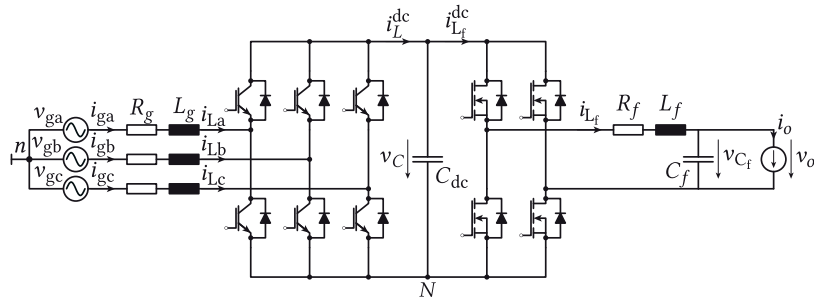 i_L^dc i_Lf^dc
v_ga i_ga R_g L_g i_La
n v_gb i_gb i_Lb
v_gc i_gc i_Lc
v_C C_dc
i_Lf R_f L_f i_o
C_f v_Cf v_o
N